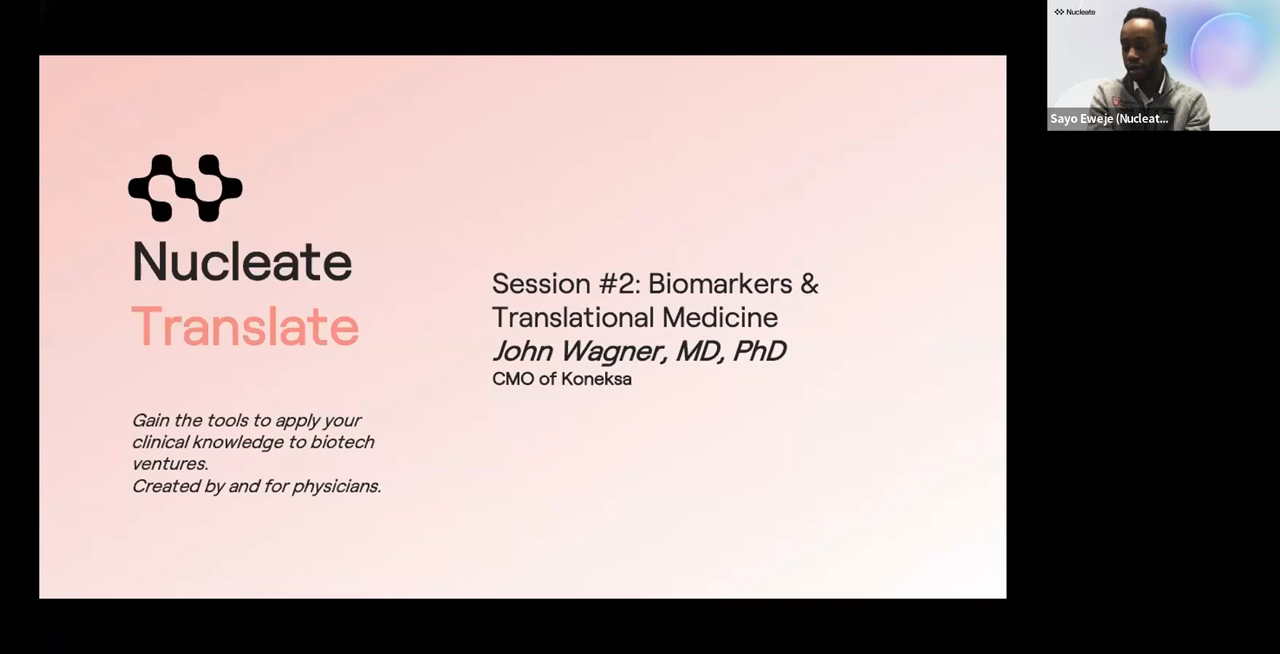 Nucleate
Translate
Gain the tools to apply your
clinical knowledge to biotech
ventures.
Created by and for physicians.
Session #2: Biomarkers &
Translational Medicine
John Wagner, MD, PhD
CMO of Koneksa
Nucleate
Sayo Eweje (Nucleat...